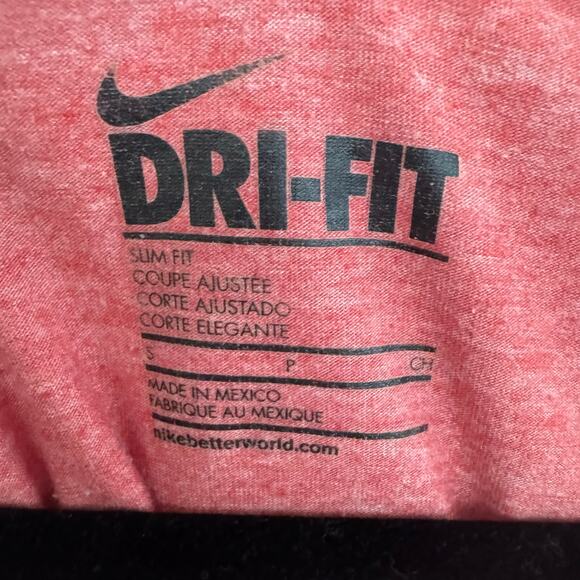 DRI-FIT
SLIM FIT
COUPE AJUSTÉE
CORTE AJUSTADO
CORTE ELEGANTE
S P CH
MADE IN MEXICO
FABRIQUE AU MEXIQUE
nikebetterworld.com